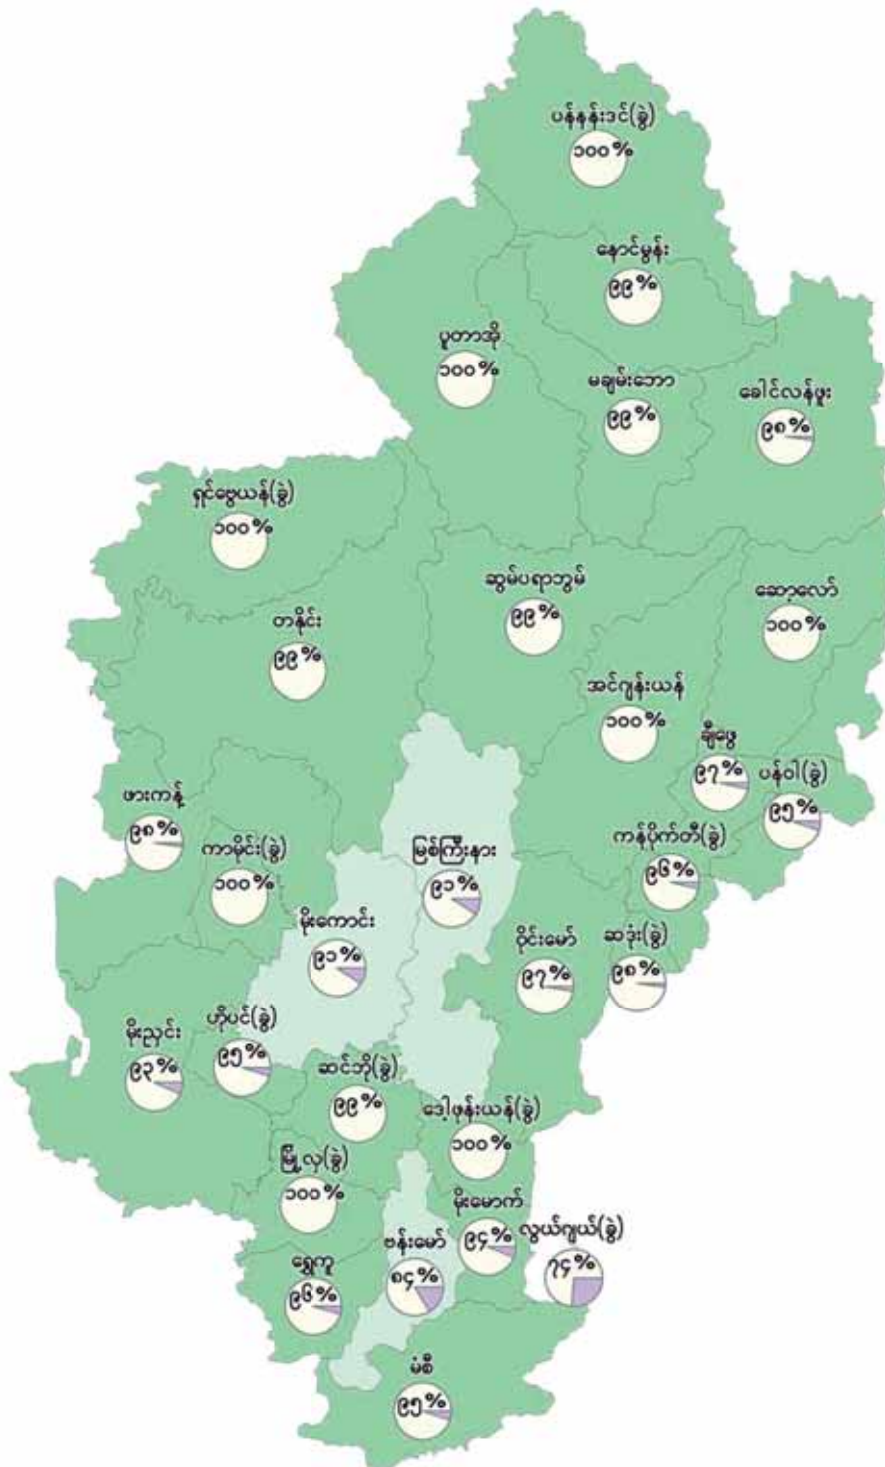 ပန်နန်းဒင်(ခွဲ)
၁၀၀%
နောင်မွန်း
၉၉%
ပူတာအို
၁၀၀%
မချမ်းဘော
၉၉%
ခေါင်လန်ဖူး
၉၈%
ရှင်ဗွေယန်(ခွဲ)
၁၀၀%
ဆွမ်ပရာဘွမ်
၉၉%
ဆော့လော်
၁၀၀%
တနိုင်း
၉၉%
အင်ဂျန်းယန်
၁၀၀%
ချီဖွေ
၉၇%
ပန်ဝါ(ခွဲ)
၉၅%
ဖားကန့်
၉၈%
ကာမိုင်း(ခွဲ)
၁၀၀%
မြစ်ကြီးနား
၉၁%
ကန်ပိုက်တီ(ခွဲ)
၉၆%
မိုးကောင်း
၉၁%
ဝိုင်းမော်
၉၇%
ဆဒုံး(ခွဲ)
၉၈%
မိုးညှင်း
၉၃%
ဟိုပင်(ခွဲ)
၉၅%
ဆင်ဘို(ခွဲ)
၉၉%
ဒေါ့ဖုန်းယန်(ခွဲ)
၁၀၀%
မြို့လှ(ခွဲ)
၁၀၀%
မိုးမောက်
၉၄%
လွယ်ဂျယ်(ခွဲ)
၇၄%
ဗန်းမော်
၈၄%
ရွှေကူ
၉၆%
မံစီ
၉၅%